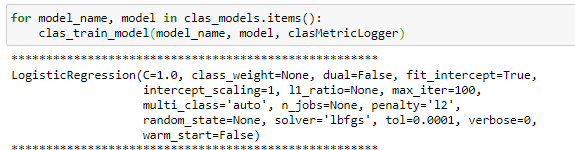 for model_name, model in clas_models.items():
    clas_train_model(model_name, model, clasMetricLogger)
****************************************************
LogisticRegression(C=1.0, class_weight=None, dual=False, fit_intercept=True,
                   intercept_scaling=1, l1_ratio=None, max_iter=100,
                   multi_class='auto', n_jobs=None, penalty='l2',
                   random_state=None, solver='lbfgs', tol=0.0001, verbose=0,
                   warm_start=False)
****************************************************